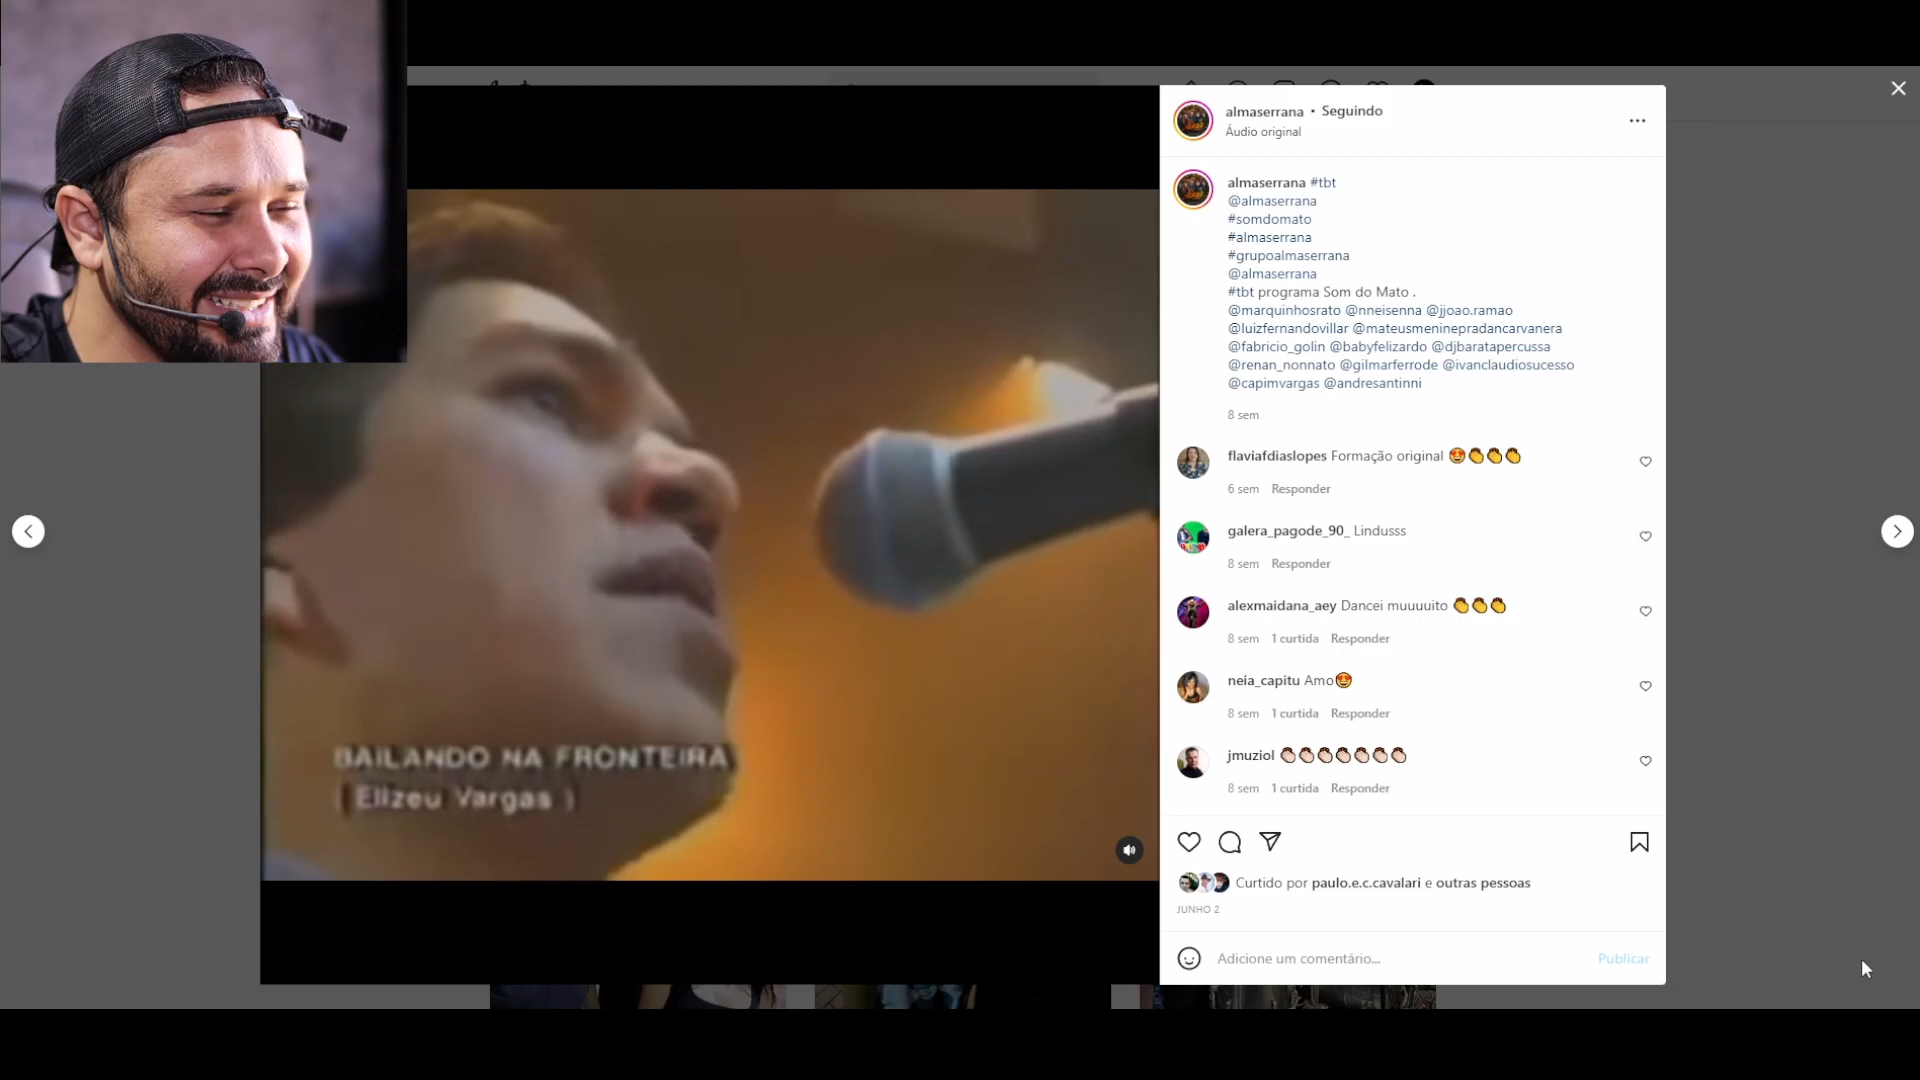 almaserrana • Seguindo
Áudio original
almaserrana #tbt
@almaserrana
#somdomato
#almaserrana
#grupoalmaserrana
@almaserrana
#tbt programa Som do Mato .
@marquinhosrato @nneisenna @jjoao.ramao
@luizfernandovillar @mateusmeninepradancarvanera
@fabricio_golin @babyfelizardo @djbaratapercussa
@renan_nonnato @gilmarferrode @ivanclaudiosucesso
@capimvargas @andresantinni
8 sem
flaviafdiaslopes Formação original 😍👏👏👏
6 sem Responder
galera_pagode_90_ Lindusss
8 sem Responder
alexmaidana_aey Dancei muuuuito 👏👏👏
8 sem 1 curtida Responder
neia_capitu Amo😍
8 sem 1 curtida Responder
jmuziol 👏🏻👏🏻👏🏻👏🏻👏🏻👏🏻👏🏻
8 sem 1 curtida Responder
Curtido por paulo.e.c.cavalari e outras pessoas
JUNHO 2
Adicione um comentário... Publicar
BAILANDO NA FRONTEIRA
( Elizeu Vargas )